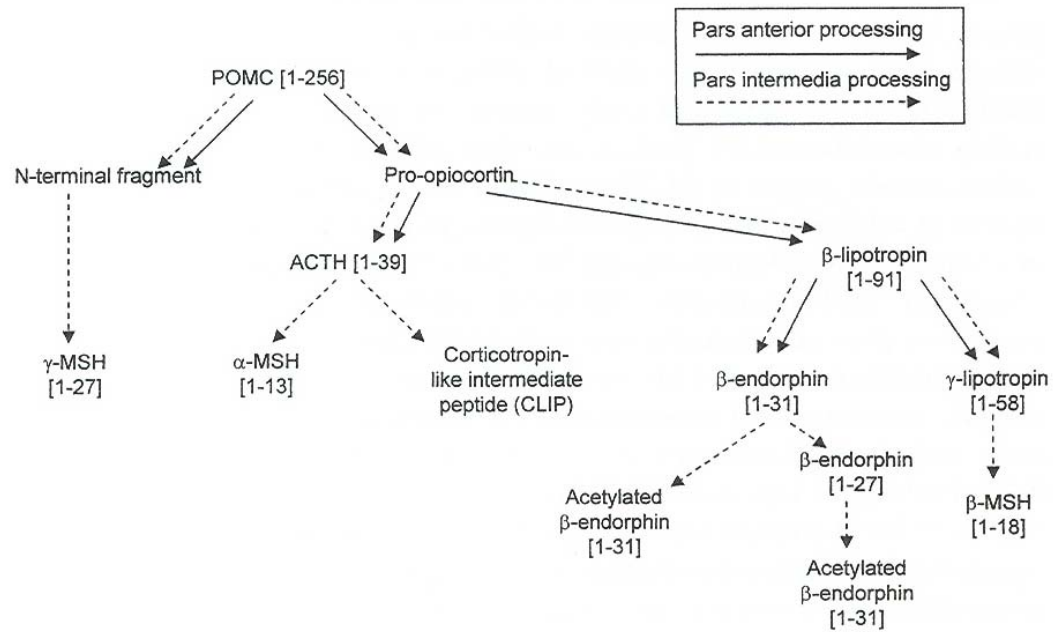 Pars anterior processing
Pars intermedia processing
POMC [1-256]
N-terminal fragment
Pro-opiocortin
ACTH [1-39]
β-lipotropin
[1-91]
γ-MSH
[1-27]
α-MSH
[1-13]
Corticotropin-
like intermediate
peptide (CLIP)
β-endorphin
[1-31]
γ-lipotropin
[1-58]
Acetylated
β-endorphin
[1-31]
β-endorphin
[1-27]
β-MSH
[1-18]
Acetylated
β-endorphin
[1-31]